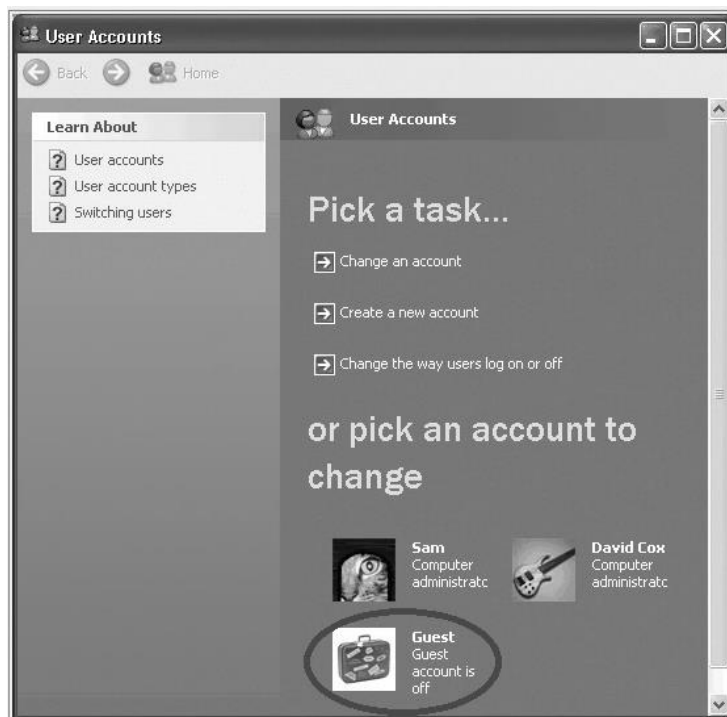 User Accounts
Back
Home
Learn About
User accounts
User account types
Switching users
User Accounts
Pick a task...
Change an account
Create a new account
Change the way users log on or off
or pick an account to
change
Sam
Computer
administratc
David Cox
Computer
administratc
Guest
Guest
account is
off